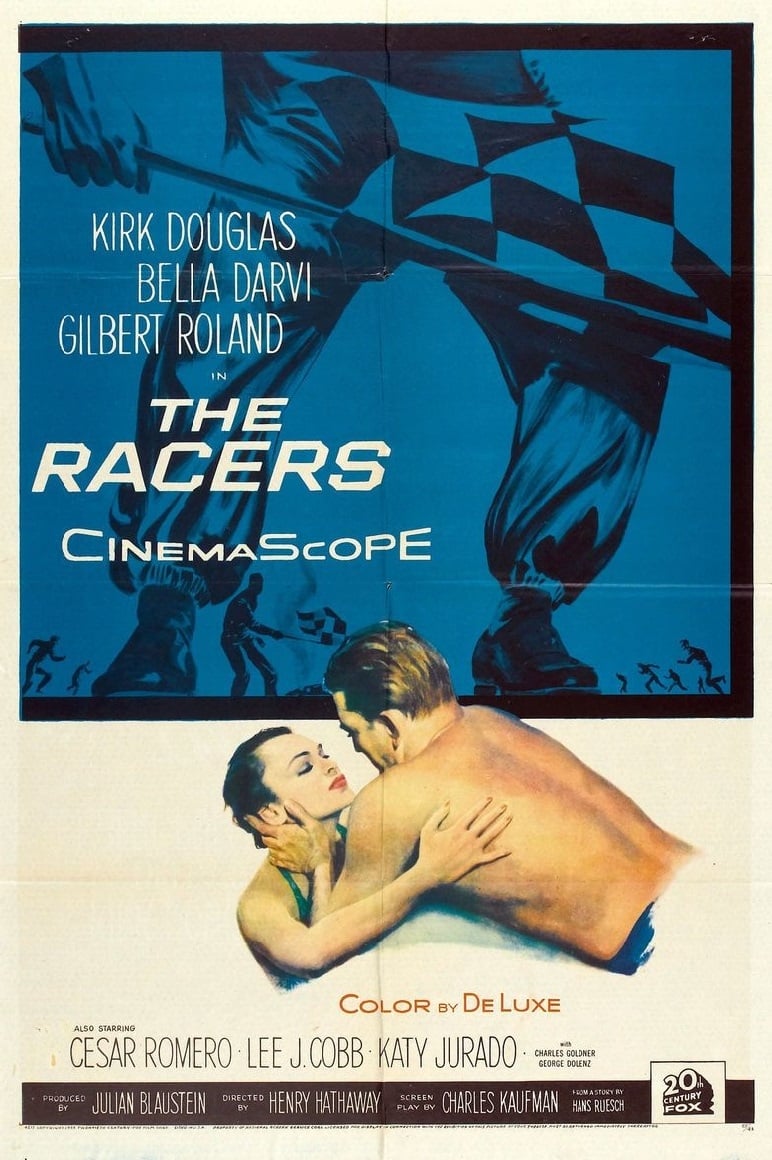 KIRK DOUGLAS
BELLA DARVI
GILBERT ROLAND
IN
THE
RACERS
CINEMASCOPE
COLOR BY DE LUXE
ALSO STARRING
CESAR ROMERO · LEE J. COBB · KATY JURADO ·
with
CHARLES GOLDNER
GEORGE DOLENZ
PRODUCED BY JULIAN BLAUSTEIN
DIRECTED BY HENRY HATHAWAY
SCREEN PLAY BY CHARLES KAUFMAN
FROM A STORY BY HANS RUESCH
20th
CENTURY
FOX